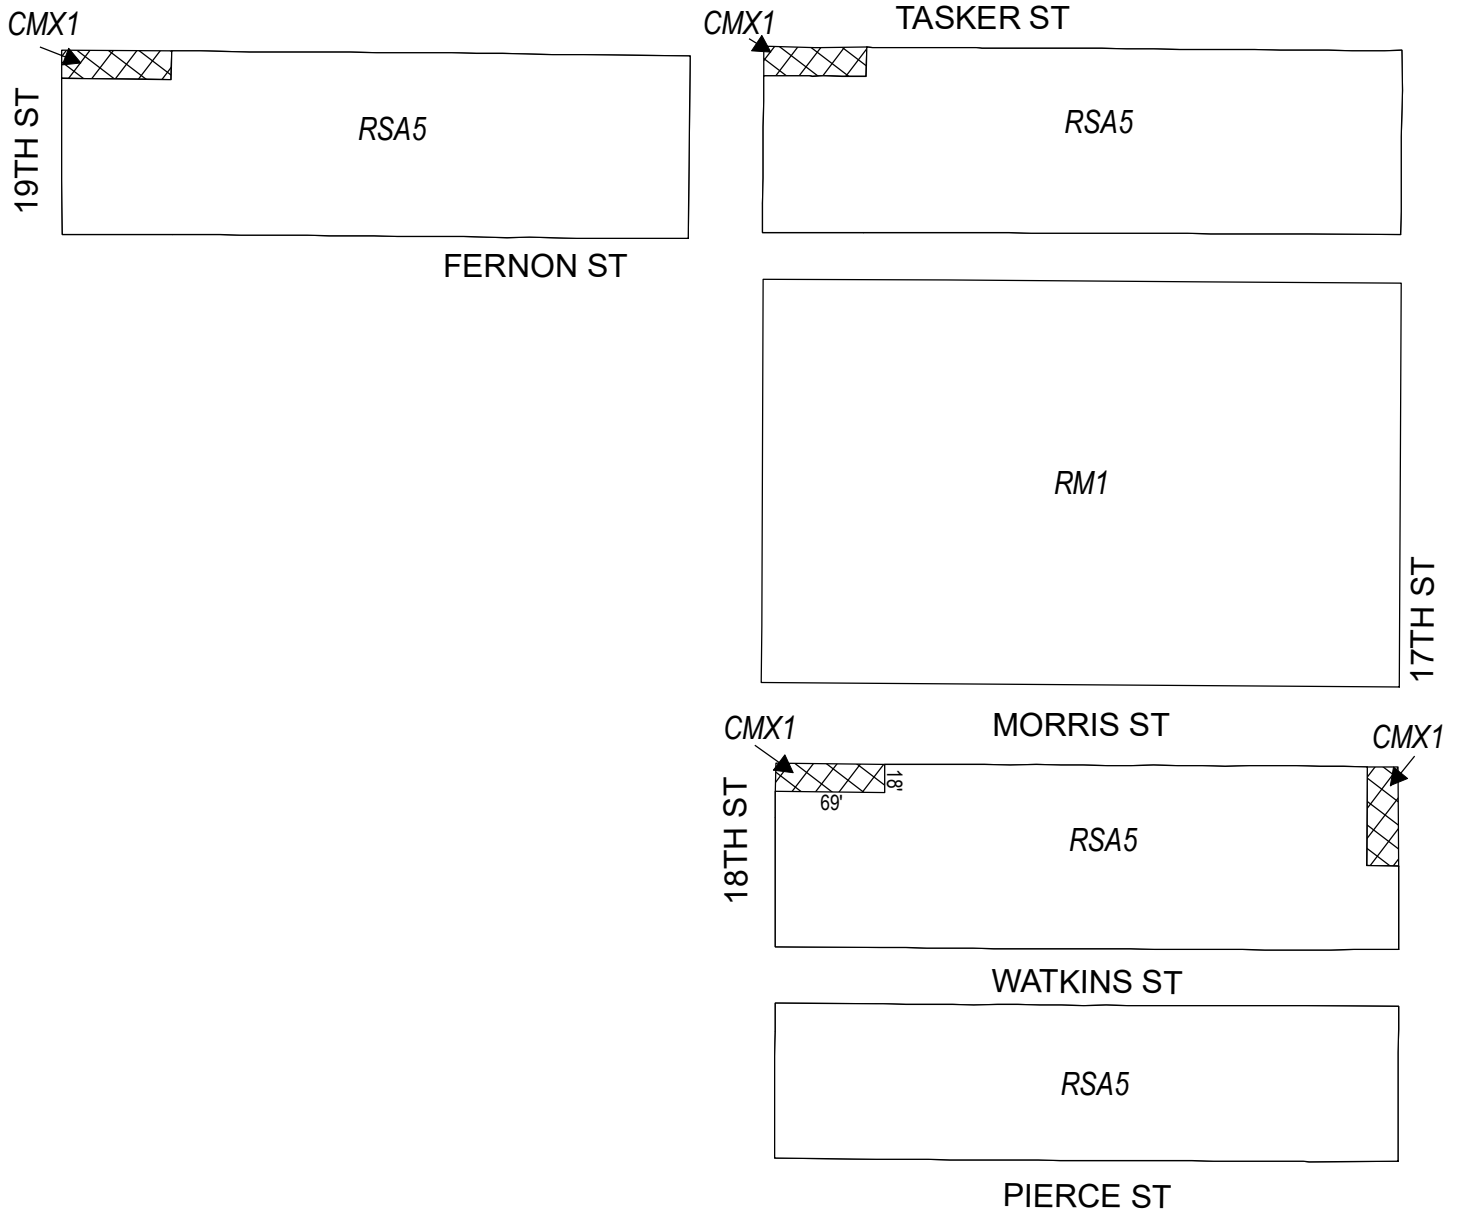 CMX1
CMX1
TASKER ST
19TH ST
RSA5
RSA5
FERNON ST
RM1
17TH ST
CMX1
MORRIS ST
CMX1
18TH ST
18'
69'
RSA5
WATKINS ST
RSA5
PIERCE ST